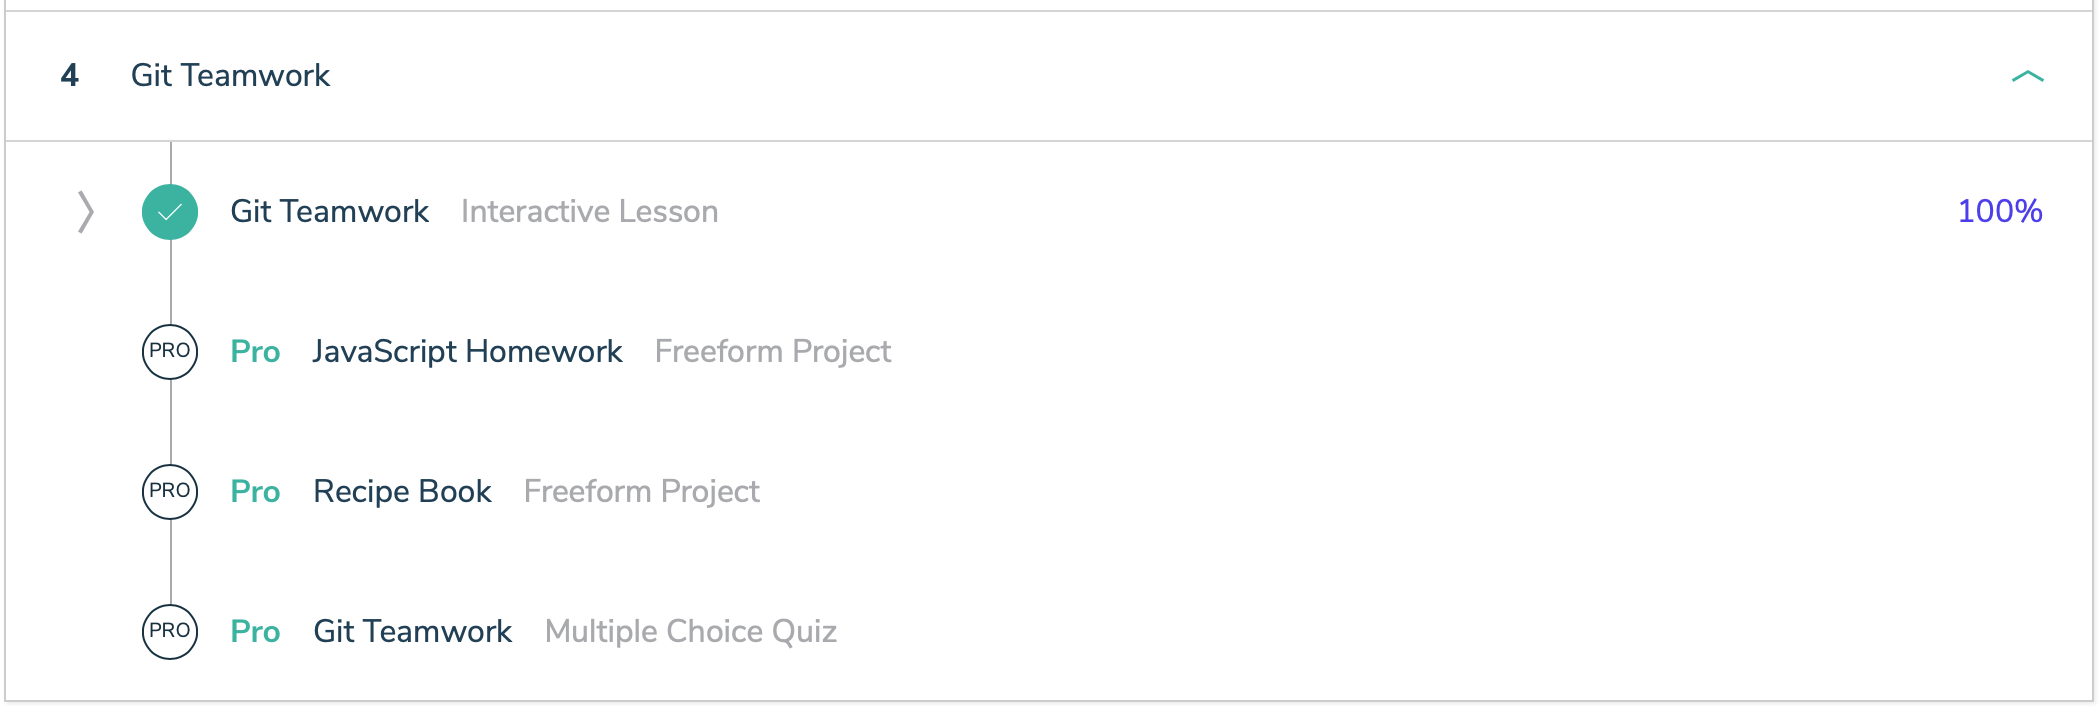 4 Git Teamwork
Git Teamwork Interactive Lesson 100%
PRO Pro JavaScript Homework Freeform Project
PRO Pro Recipe Book Freeform Project
PRO Pro Git Teamwork Multiple Choice Quiz